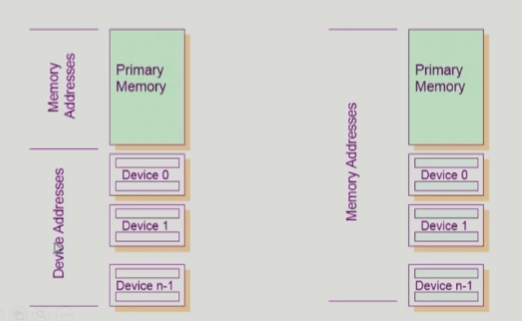 Memory
Addresses
Primary
Memory
Device 0
Device Addresses
Device 1
Device n-1
Memory Addresses
Primary
Memory
Device 0
Device 1
Device n-1